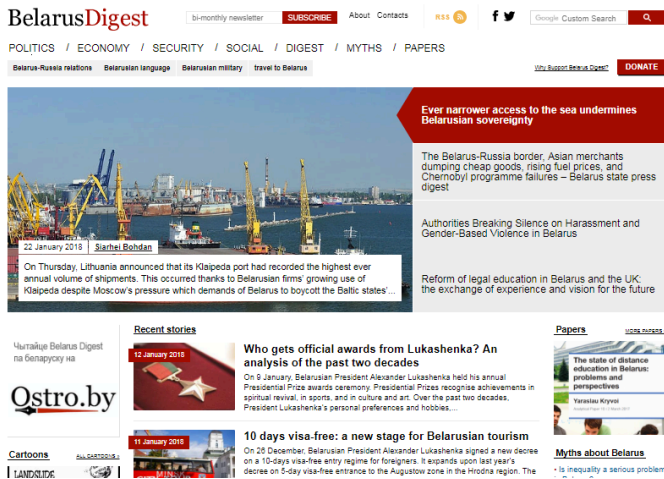 BelarusDigest
bi-monthly newsletter
SUBSCRIBE
About Contacts
RSS
Google Custom Search
POLITICS / ECONOMY / SECURITY / SOCIAL / DIGEST / MYTHS / PAPERS
Belarus-Russia relations Belarusian language Belarusian military travel to Belarus
Why Support Belarus Digest?
DONATE
22 January 2018 Siarhei Bohdan
On Thursday, Lithuania announced that its Klaipeda port had recorded the highest ever
annual volume of shipments. This occurred thanks to Belarusian firms' growing use of
Klaipeda despite Moscow's pressure which demands of Belarus to boycott the Baltic states'...
Ever narrower access to the sea undermines
Belarusian sovereignty
The Belarus-Russia border, Asian merchants
dumping cheap goods, rising fuel prices, and
Chernobyl programme failures – Belarus state press
digest
Authorities Breaking Silence on Harassment and
Gender-Based Violence in Belarus
Reform of legal education in Belarus and the UK:
the exchange of experience and vision for the future
Чытайце Belarus Digest
па беларуску на
Ostro.by
Cartoons
ALL CARTOONS
LANDSLIDE
Recent stories
12 January 2018
Who gets official awards from Lukashenka? An
analysis of the past two decades
On 9 January, Belarusian President Alexander Lukashenka held his annual
Presidential Prize awards ceremony. Presidential Prizes recognise achievements in
spiritual revival, in sports, and in culture and art. Over the past two decades,
President Lukashenka's personal preferences and hobbies,...
11 January 2018
10 days visa-free: a new stage for Belarusian tourism
On 26 December, Belarusian President Alexander Lukashenka signed a new decree
on a 10-days visa-free entry regime for foreigners. It expands upon last year's
decree on 5-day visa-free entrance to the Augustow zone in the Hrodna region. The
Papers
MORE PAPERS
The state of distance
education in Belarus:
problems and
perspectives
Yaraslau Kryvoi
Myths about Belarus
• Is inequality a serious problem